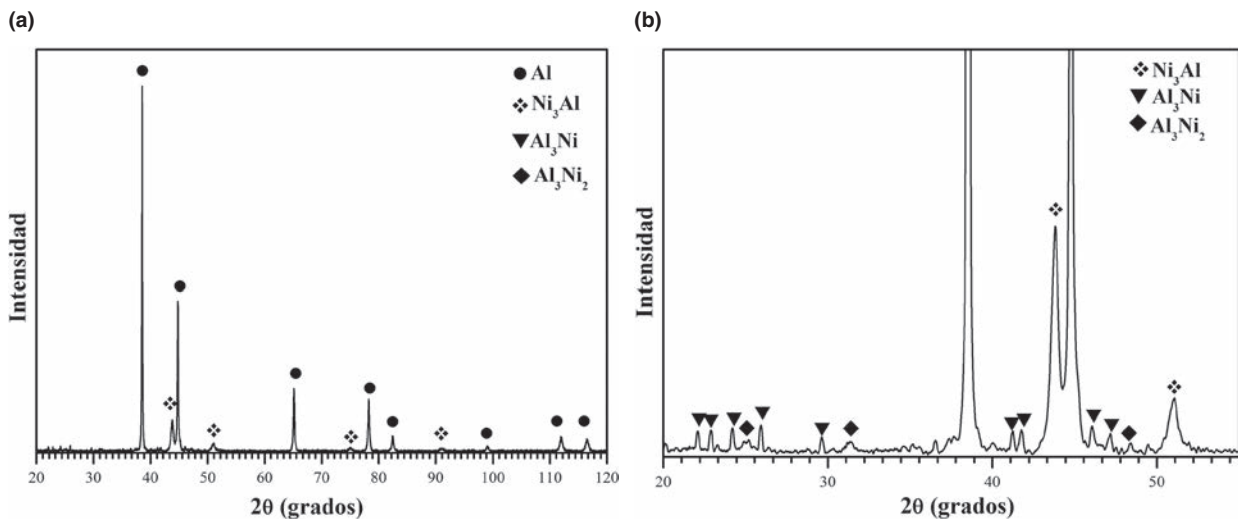 (a)
Al
Ni₃Al
Al₃Ni
Al₃Ni₂
Intensidad
20 30 40 50 60 70 80 90 100 110 120
2θ (grados)
(b)
Ni₃Al
Al₃Ni
Al₃Ni₂
Intensidad
20 30 40 50
2θ (grados)